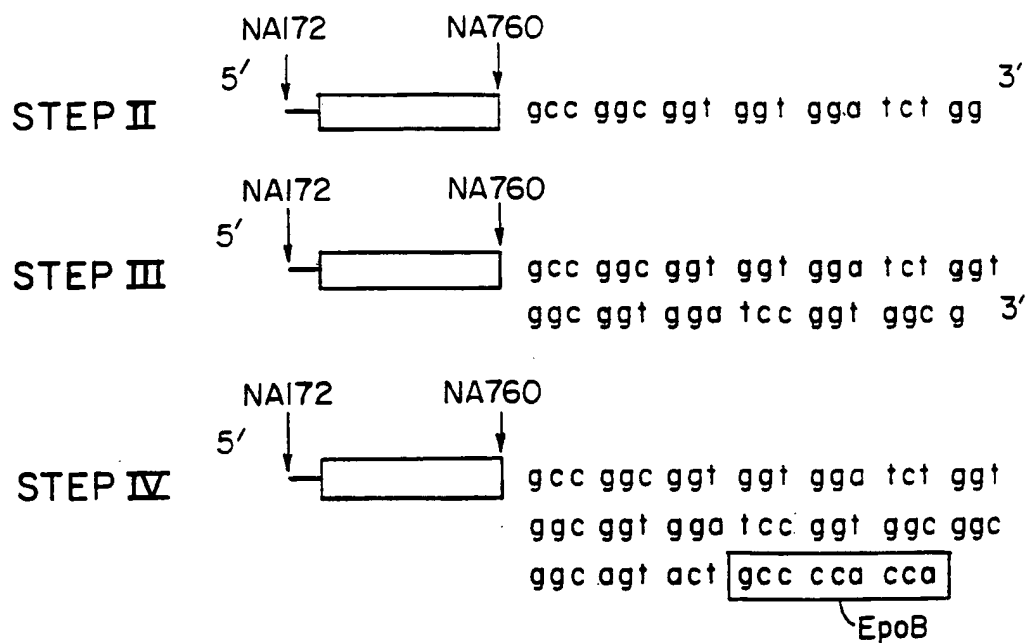 NA172 NA760
5' 3'
STEP II gcc ggc ggt ggt gga tct gg
NA172 NA760
5'
STEP III gcc ggc ggt ggt gga tct ggt
ggc ggt gga tcc ggt ggc g 3'
NA172 NA760
5'
STEP IV gcc ggc ggt ggt gga tct ggt
ggc ggt gga tcc ggt ggc ggc
ggc agt act gcc cca cca
EpoB